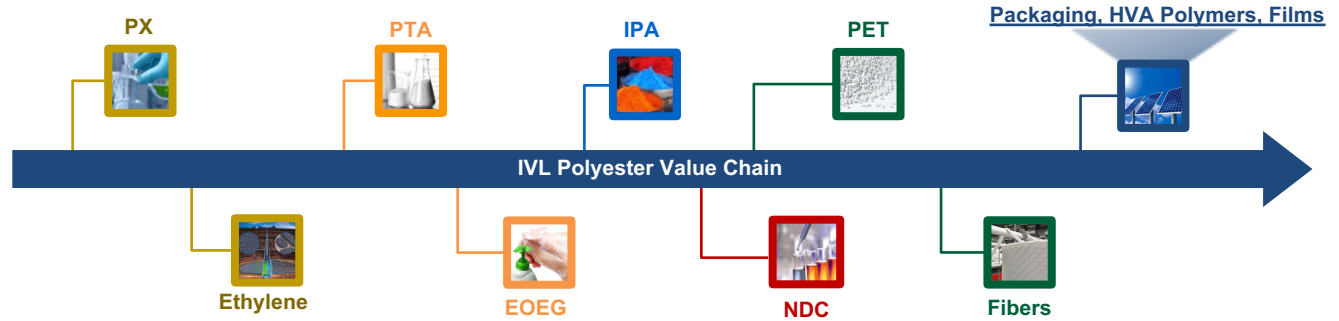 Packaging, HVA Polymers, Films
PX
PTA
IPA
PET
IVL Polyester Value Chain
Ethylene
EOEG
NDC
Fibers